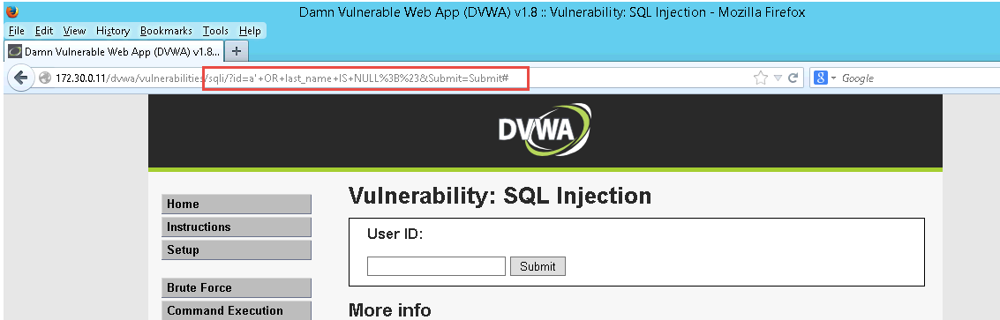 Damn Vulnerable Web App (DVWA) v1.8 :: Vulnerability: SQL Injection - Mozilla Firefox
File Edit View History Bookmarks Tools Help
Damn Vulnerable Web App (DVWA) v1.8... +
172.30.0.11/dvwa/vulnerabilities/sqli/?id=a'+OR+last_name+IS+NULL%3B%23&Submit=Submit# 8 Google
DVWA
Vulnerability: SQL Injection
Home
Instructions
Setup
Brute Force
Command Execution
User ID:
Submit
More info